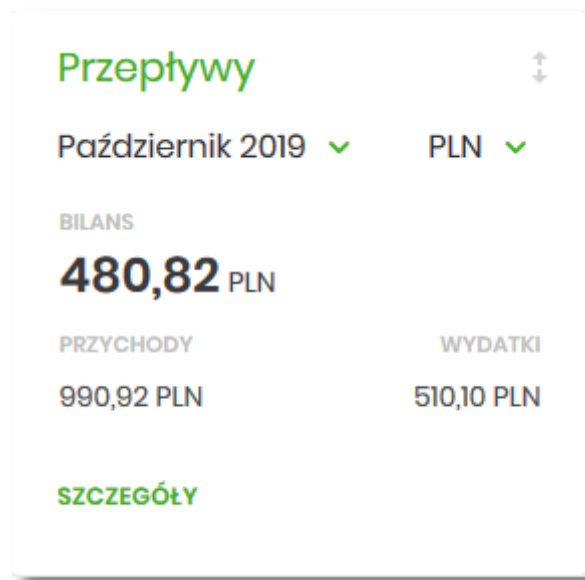 Przepływy
Październik 2019 PLN
BILANS
480,82 PLN
PRZYCHODY WYDATKI
990,92 PLN 510,10 PLN
SZCZEGÓŁY